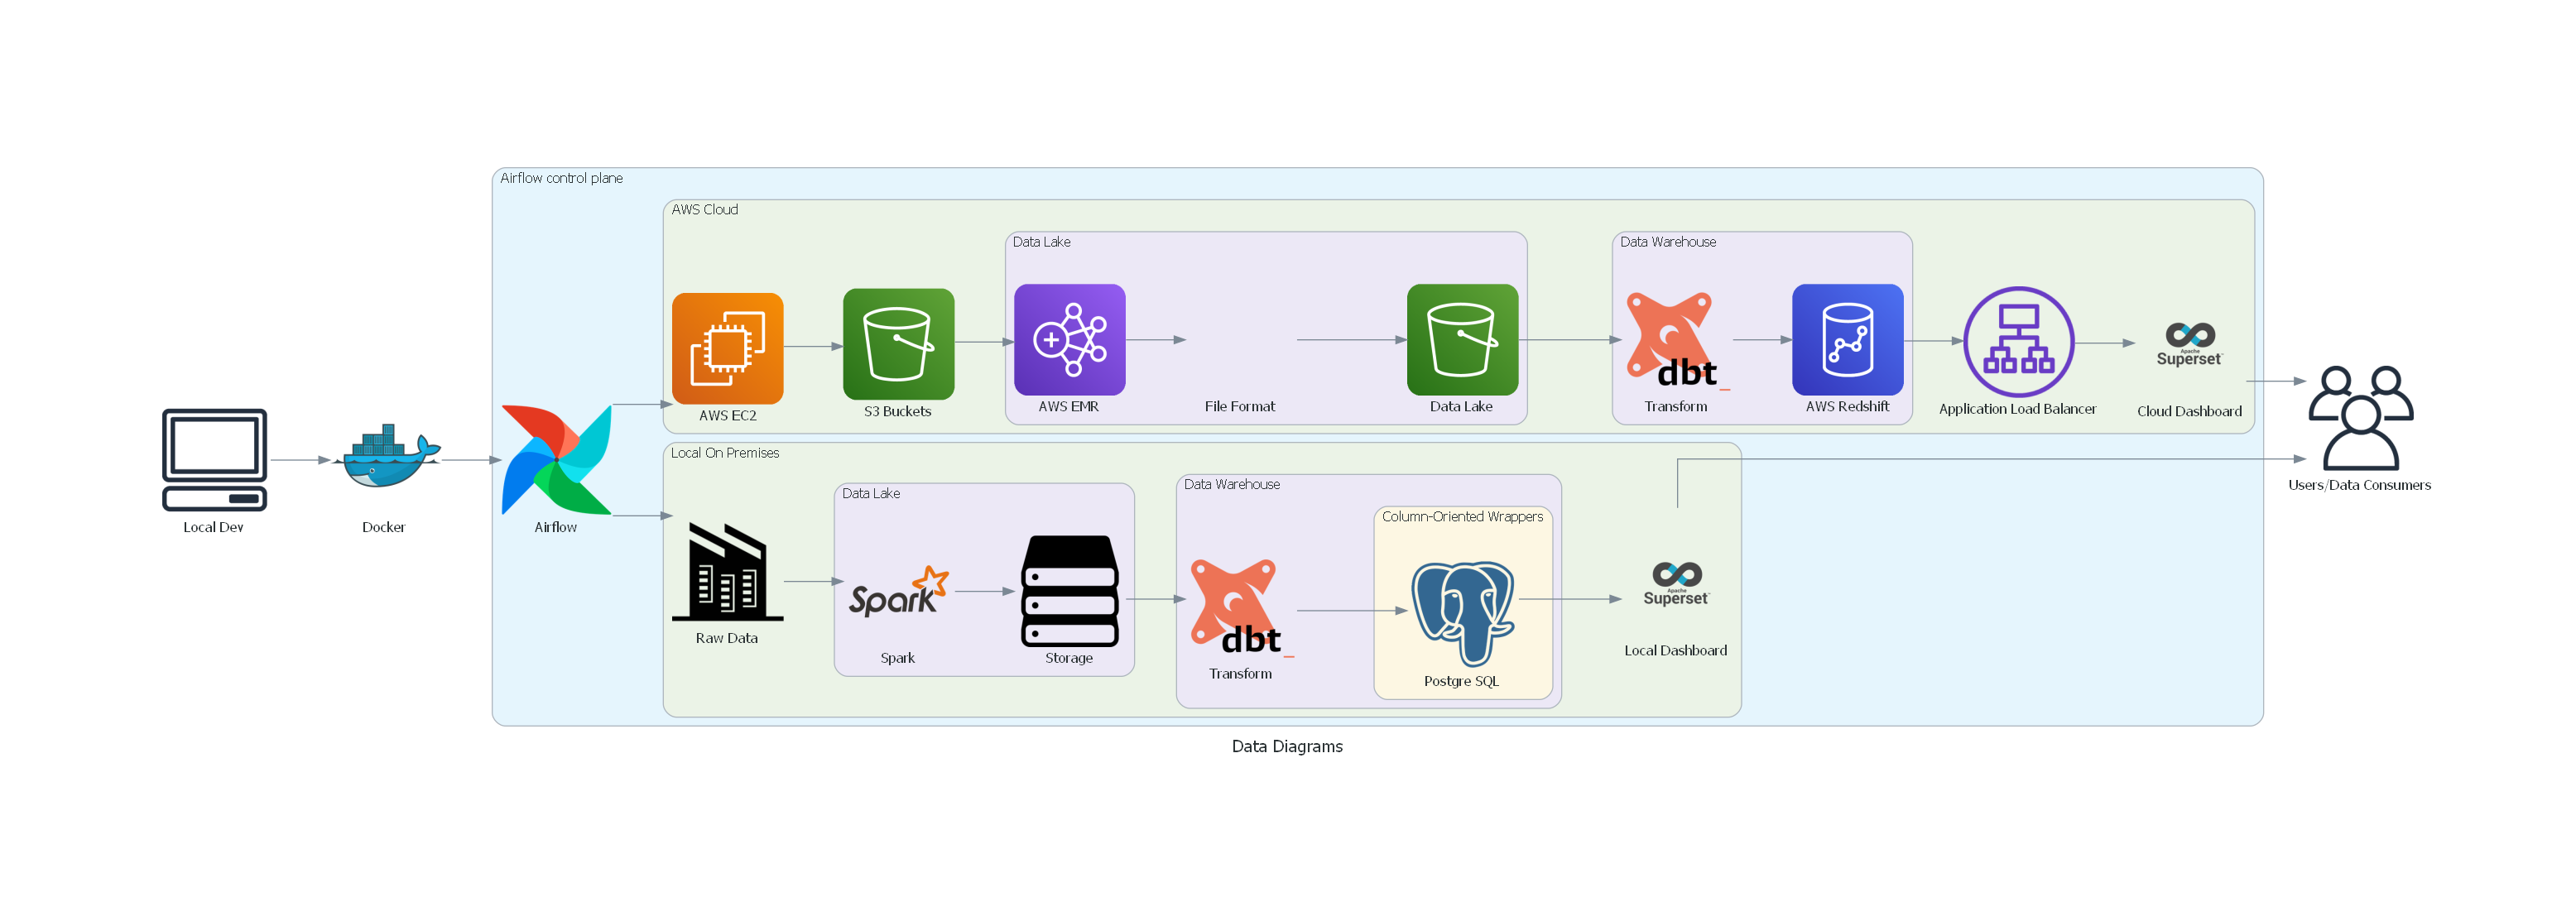 Airflow control plane
AWS Cloud
Data Lake
Data Warehouse
dbt_
Apache
Superset
AWS EC2
S3 Buckets
AWS EMR
File Format
Data Lake
Transform
AWS Redshift
Application Load Balancer
Cloud Dashboard
Local Dev
Docker
Airflow
Users/Data Consumers
Local On Premises
Data Lake
Data Warehouse
Column-Oriented Wrappers
Spark
dbt_
Apache
Superset
Raw Data
Spark
Storage
Transform
Postgre SQL
Local Dashboard
Data Diagrams